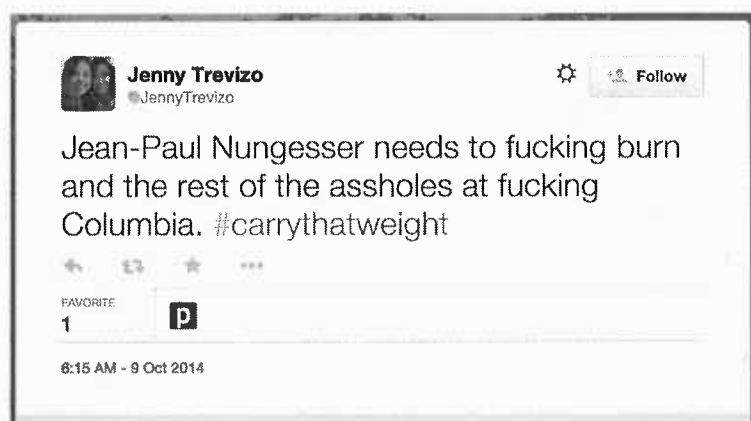 Jenny Trevizo
@JennyTrevizo
Follow
Jean-Paul Nungesser needs to fucking burn
and the rest of the assholes at fucking
Columbia. #carrythatweight
FAVORITE
1
p
6:15 AM - 9 Oct 2014